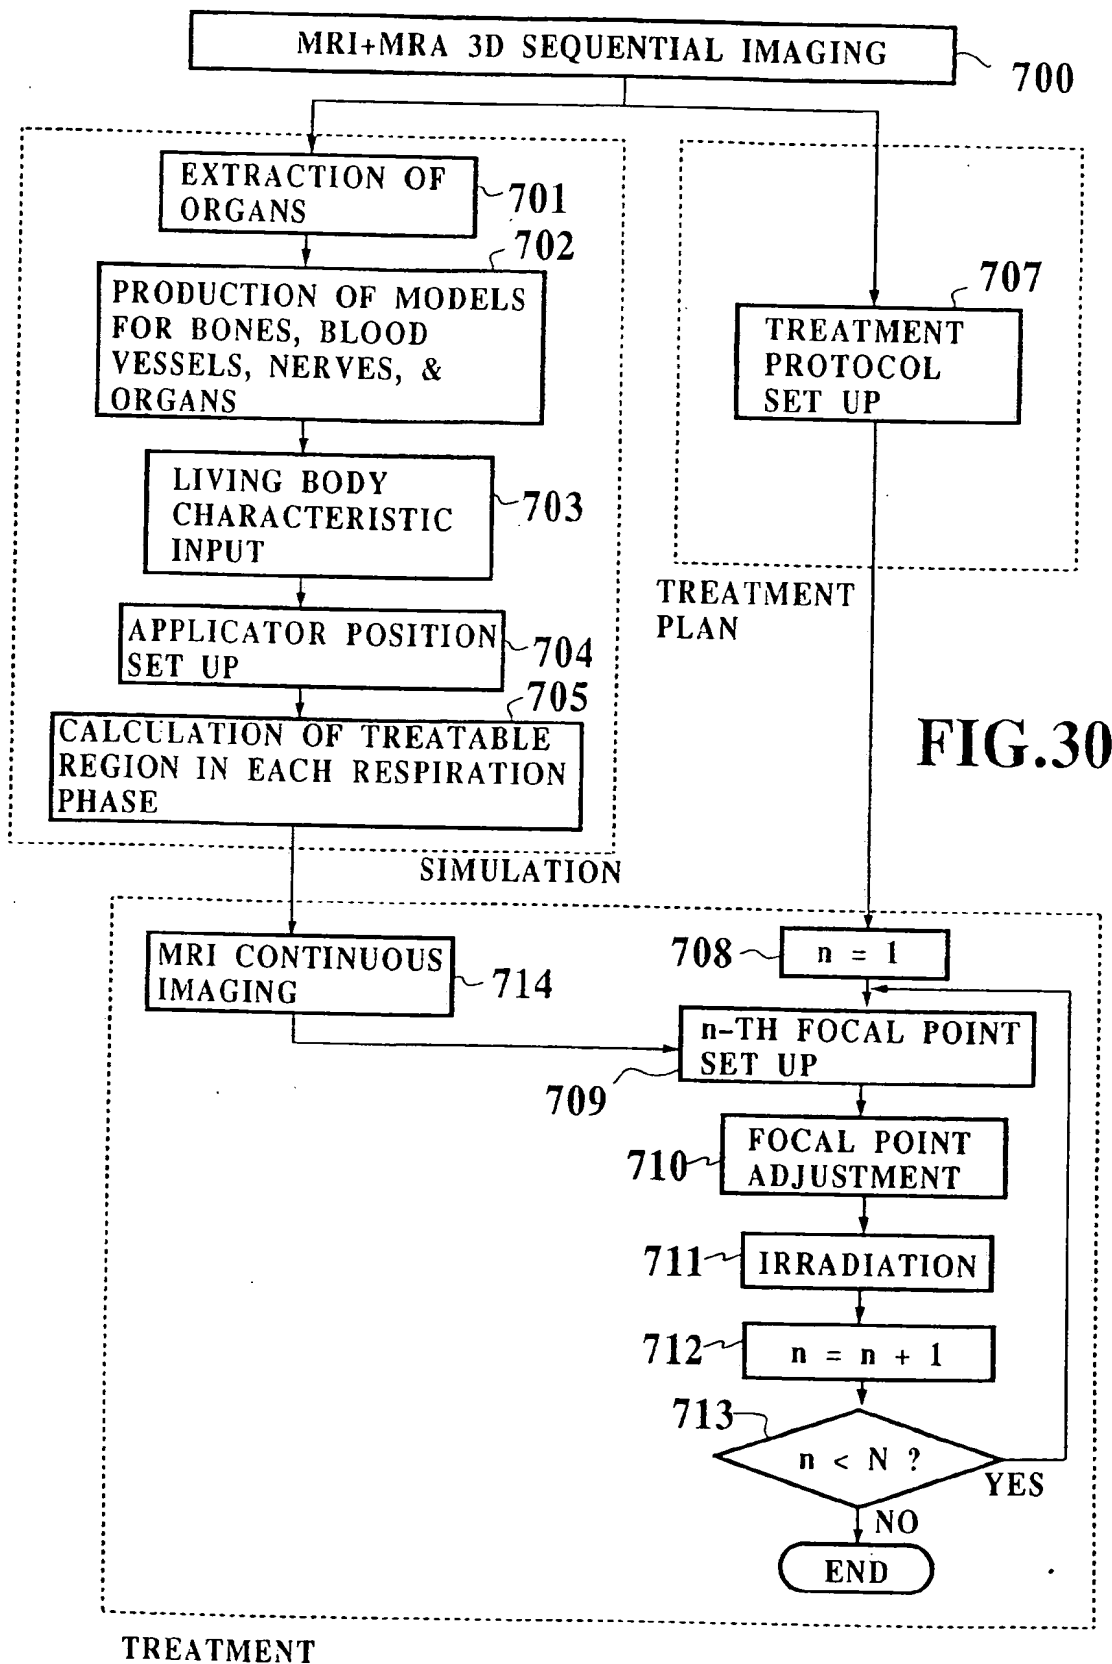 MRI+MRA 3D SEQUENTIAL IMAGING
700
EXTRACTION OF
ORGANS
701
702
PRODUCTION OF MODELS
FOR BONES, BLOOD
VESSELS, NERVES, &
ORGANS
LIVING BODY
CHARACTERISTIC
INPUT
703
APPLICATOR POSITION
SET UP
704
705
CALCULATION OF TREATABLE
REGION IN EACH RESPIRATION
PHASE
SIMULATION
707
TREATMENT
PROTOCOL
SET UP
TREATMENT
PLAN
FIG.30
MRI CONTINUOUS
IMAGING
714
708
n = 1
n-TH FOCAL POINT
SET UP
709
710
FOCAL POINT
ADJUSTMENT
711
IRRADIATION
712
n = n + 1
713
n < N ?
YES
NO
END
TREATMENT